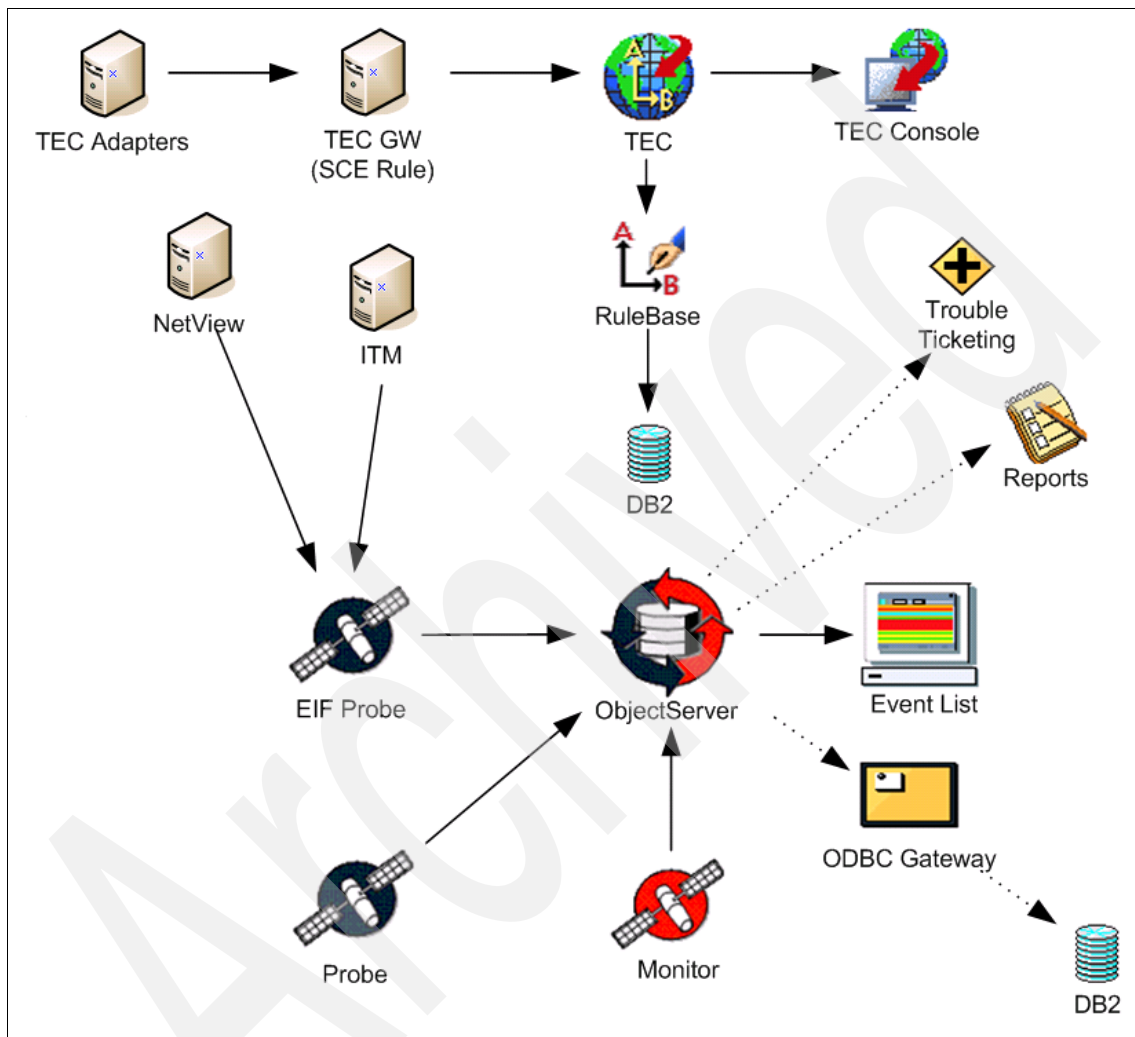 TEC Adapters
TEC GW
(SCE Rule)
TEC
TEC Console
A
B
NetView
ITM
A
B
RuleBase
Trouble
Ticketing
DB2
Reports
EIF Probe
ObjectServer
Event List
ODBC Gateway
Probe
Monitor
DB2
Archived